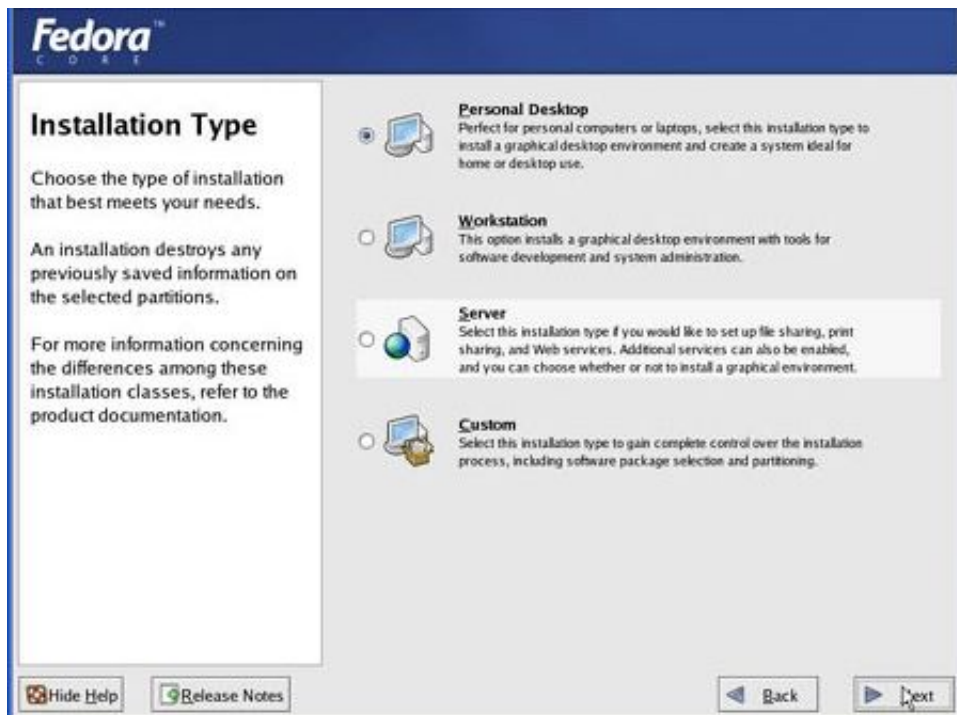 Fedora™
CORE
Installation Type
Choose the type of installation
that best meets your needs.
An installation destroys any
previously saved information on
the selected partitions.
For more information concerning
the differences among these
installation classes, refer to the
product documentation.
Personal Desktop
Perfect for personal computers or laptops, select this installation type to
install a graphical desktop environment and create a system ideal for
home or desktop use.
Workstation
This option installs a graphical desktop environment with tools for
software development and system administration.
Server
Select this installation type if you would like to set up file sharing, print
sharing, and Web services. Additional services can also be enabled,
and you can choose whether or not to install a graphical environment.
Custom
Select this installation type to gain complete control over the installation
process, including software package selection and partitioning.
Hide Help
Release Notes
Back
Next